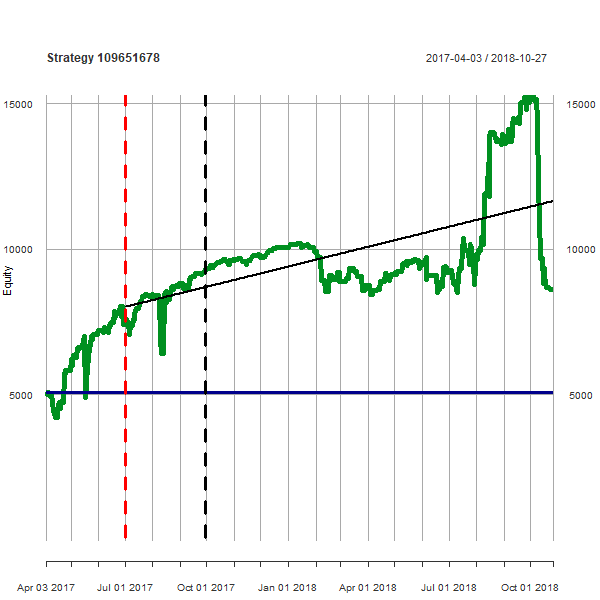 Strategy 109651678
2017-04-03 / 2018-10-27
15000
15000
10000
10000
Equity
5000
5000
Apr 03 2017
Jul 01 2017
Oct 01 2017
Jan 01 2018
Apr 01 2018
Jul 01 2018
Oct 01 2018